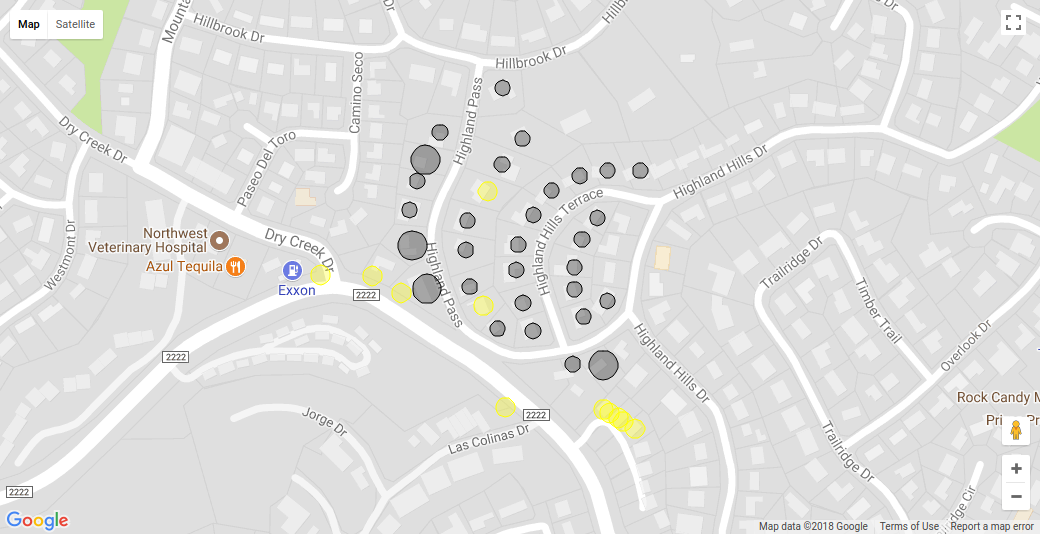 Map
Satellite
Hillbrook Dr
Hillbrook Dr
Dr
Dry Creek Dr
Camino Seco
Highland Pass
Paseo Del Toro
Highland Hills Dr
Highland Hills Terrace
Westmont Dr
Northwest
Veterinary Hospital
Azul Tequila
Dry Creek Dr
Exxon
2222
Highland Pass
Trailridge Dr
Timber Trail
Overlook Dr
2222
Highland Hills Dr
Rock Candy M
2222
Jorge Dr
Las Colinas Dr
Trailridge Dr
2222
Google
Map data ©2018 Google
Terms of Use
Report a map error